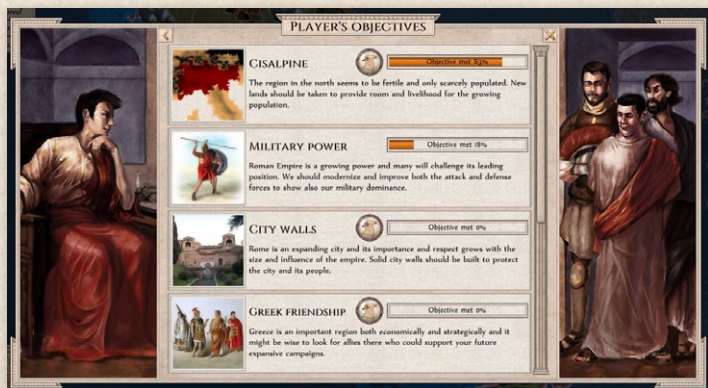 PLAYER'S OBJECTIVES
CISALPINE
Objective met 83%
The region in the north seems to be fertile and only scarcely populated. New
lands should be taken to provide room and livelihood for the growing
population.
MILITARY POWER
Objective met 18%
Roman Empire is a growing power and many will challenge its leading
position. We should modernize and improve both the attack and defense
forces to show also our military dominance.
CITY WALLS
Objective met 0%
Rome is an expanding city and its importance and respect grows with the
size and influence of the empire. Solid city walls should be built to protect
the city and its people.
GREEK FRIENDSHIP
Objective met 0%
Greece is an important region both economically and strategically and it
might be wise to look for allies there who could support your future
expansive campaigns.